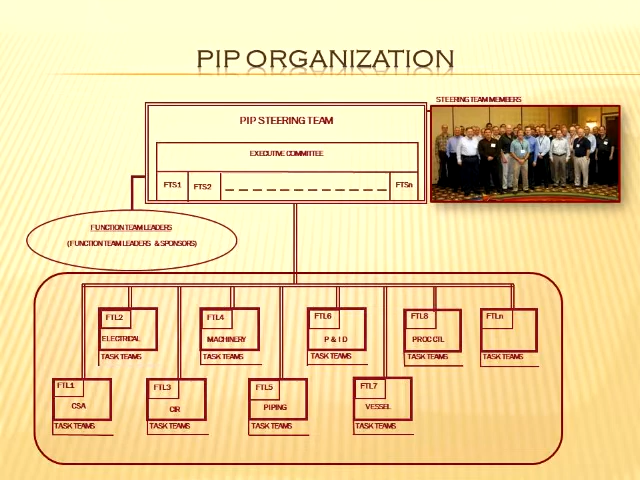 PIP ORGANIZATION
STEERING TEAM MEMBERS
PIP STEERING TEAM
EXECUTIVE COMMITTEE
FTS1 FTS2 FTSn
FUNCTION TEAM LEADERS
(FUNCTION TEAM LEADERS & SPONSORS)
FTL2 FTL4 FTL6 FTL8 FTLn
ELECTRICAL MACHINERY P & I D PROC CTL
TASK TEAMS TASK TEAMS TASK TEAMS TASK TEAMS TASK TEAMS
FTL1 FTL3 FTL5 FTL7
CSA CIR PIPING VESSEL
TASK TEAMS TASK TEAMS TASK TEAMS TASK TEAMS